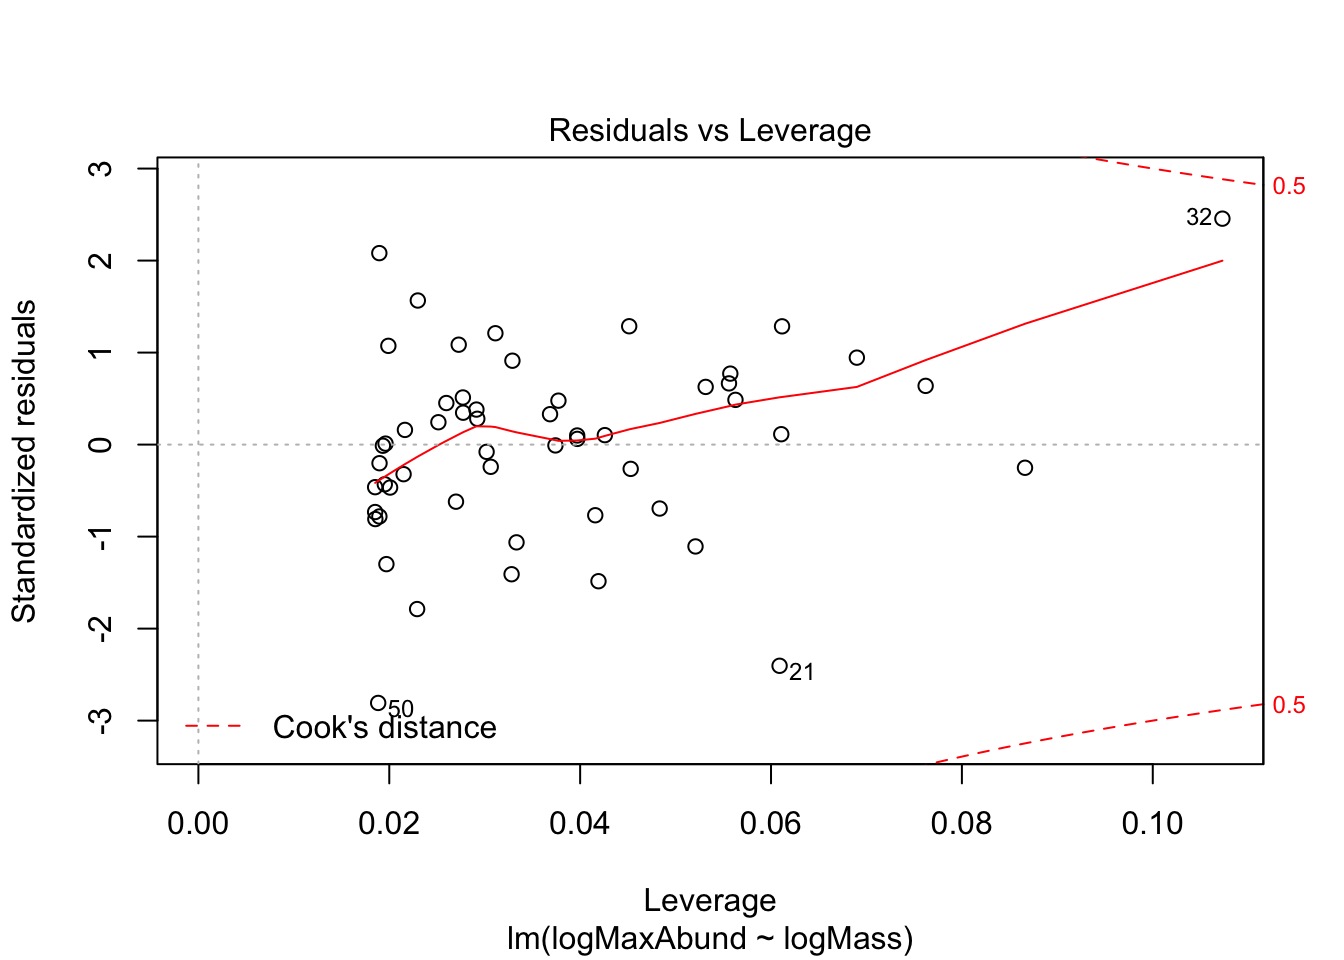 Residuals vs Leverage
Standardized residuals
3
2
1
0
-1
-2
-3
0.5
32
21
50
0.5
Cook's distance
0.00 0.02 0.04 0.06 0.08 0.10
Leverage
lm(logMaxAbund ~ logMass)